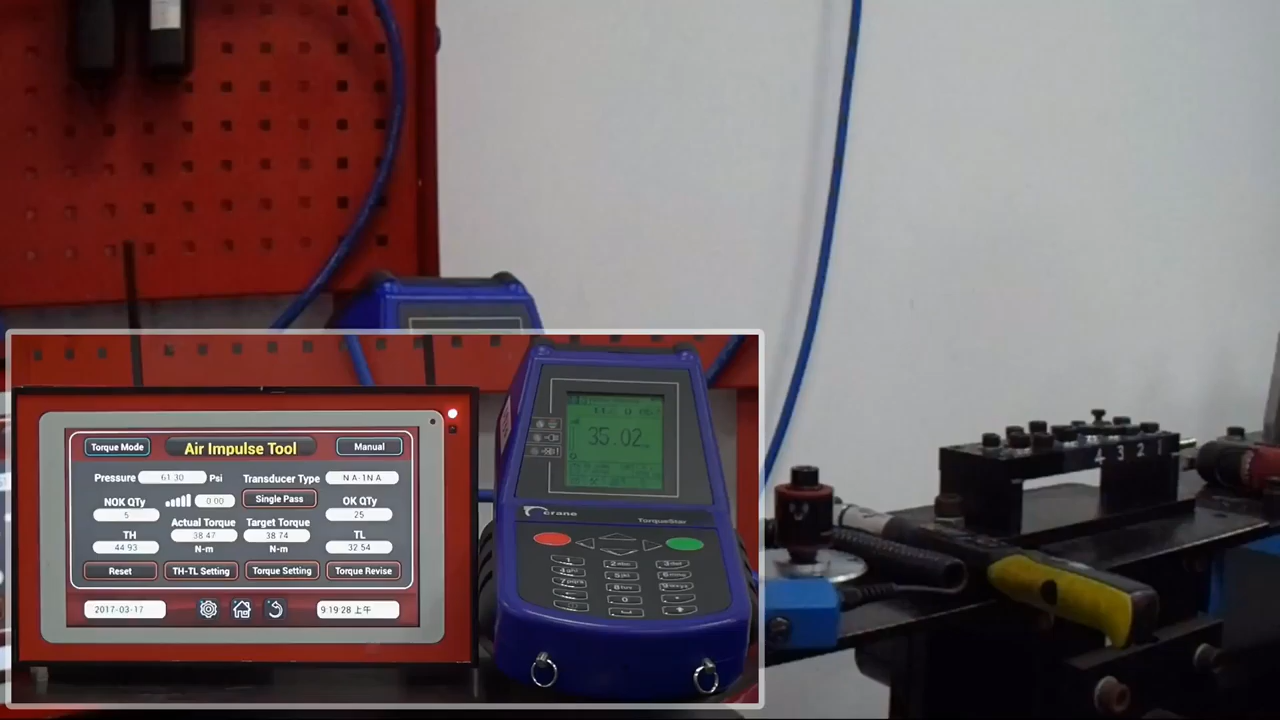 4 3 2 1
Torque Mode
Air Impulse Tool
Manual
Pressure 61.30 Psi
Transducer Type NA-1NA
NOK QTy
0.00
Single Pass
OK QTy
5
25
Actual Torque
Target Torque
TH
38.47
38.74
TL
44.93
N-m
N-m
32.54
Reset
TH-TL Setting
Torque Setting
Torque Revise
2017-03-17
9:19:28 上午
35.02
crane
TorqueStar